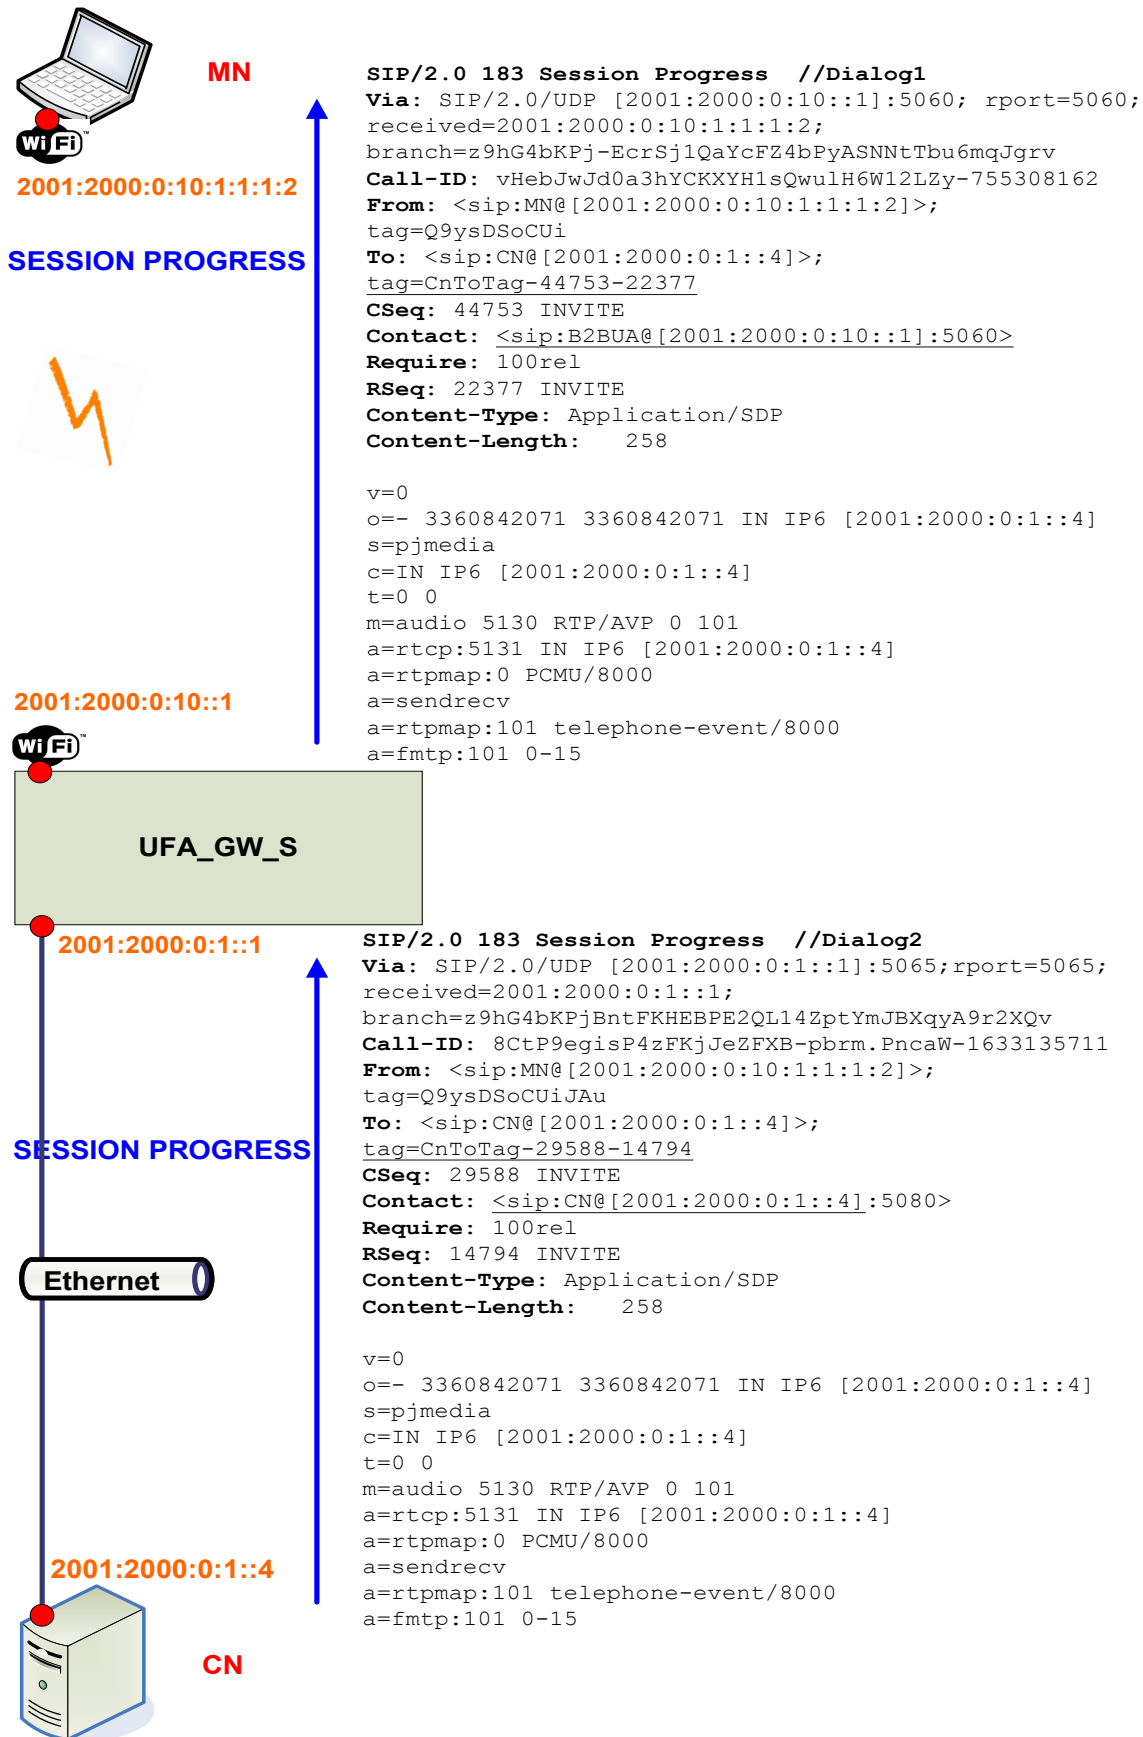 MN
WiFi™
2001:2000:0:10:1:1:1:2
SESSION PROGRESS
SIP/2.0 183 Session Progress  //Dialog1
Via: SIP/2.0/UDP [2001:2000:0:10::1]:5060; rport=5060;
received=2001:2000:0:10:1:1:1:2;
branch=z9hG4bKPj-EcrSj1QaYcFZ4bPyASNNtTbu6mqJgrv
Call-ID: vHebJwJd0a3hYCKXYH1sQwulH6W12LZy-755308162
From: <sip:MN@[2001:2000:0:10:1:1:1:2]>;
tag=Q9ysDSoCUi
To: <sip:CN@[2001:2000:0:1::4]>;
tag=CnToTag-44753-22377
CSeq: 44753 INVITE
Contact: <sip:B2BUA@[2001:2000:0:10::1]:5060>
Require: 100rel
RSeq: 22377 INVITE
Content-Type: Application/SDP
Content-Length:   258
v=0
o=- 3360842071 3360842071 IN IP6 [2001:2000:0:1::4]
s=pjmedia
c=IN IP6 [2001:2000:0:1::4]
t=0 0
m=audio 5130 RTP/AVP 0 101
a=rtcp:5131 IN IP6 [2001:2000:0:1::4]
a=rtpmap:0 PCMU/8000
a=sendrecv
a=rtpmap:101 telephone-event/8000
a=fmtp:101 0-15
2001:2000:0:10::1
WiFi™
UFA_GW_S
2001:2000:0:1::1
SESSION PROGRESS
Ethernet
SIP/2.0 183 Session Progress  //Dialog2
Via: SIP/2.0/UDP [2001:2000:0:1::1]:5065;rport=5065;
received=2001:2000:0:1::1;
branch=z9hG4bKPjBntFKHEBPE2QL14ZptYmJBXqyA9r2XQv
Call-ID: 8CtP9egisP4zFKjJeZFXB-pbrm.PncaW-1633135711
From: <sip:MN@[2001:2000:0:10:1:1:1:2]>;
tag=Q9ysDSoCUiJAu
To: <sip:CN@[2001:2000:0:1::4]>;
tag=CnToTag-29588-14794
CSeq: 29588 INVITE
Contact: <sip:CN@[2001:2000:0:1::4]:5080>
Require: 100rel
RSeq: 14794 INVITE
Content-Type: Application/SDP
Content-Length:   258
v=0
o=- 3360842071 3360842071 IN IP6 [2001:2000:0:1::4]
s=pjmedia
c=IN IP6 [2001:2000:0:1::4]
t=0 0
m=audio 5130 RTP/AVP 0 101
a=rtcp:5131 IN IP6 [2001:2000:0:1::4]
a=rtpmap:0 PCMU/8000
a=sendrecv
a=rtpmap:101 telephone-event/8000
a=fmtp:101 0-15
2001:2000:0:1::4
CN